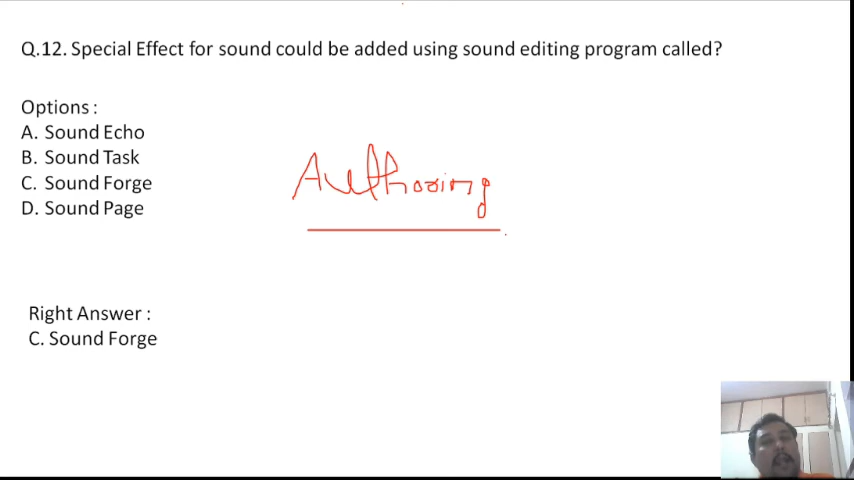 Q.12. Special Effect for sound could be added using sound editing program called?
Options :
A. Sound Echo
B. Sound Task
C. Sound Forge
D. Sound Page
Authoring
Right Answer :
C. Sound Forge